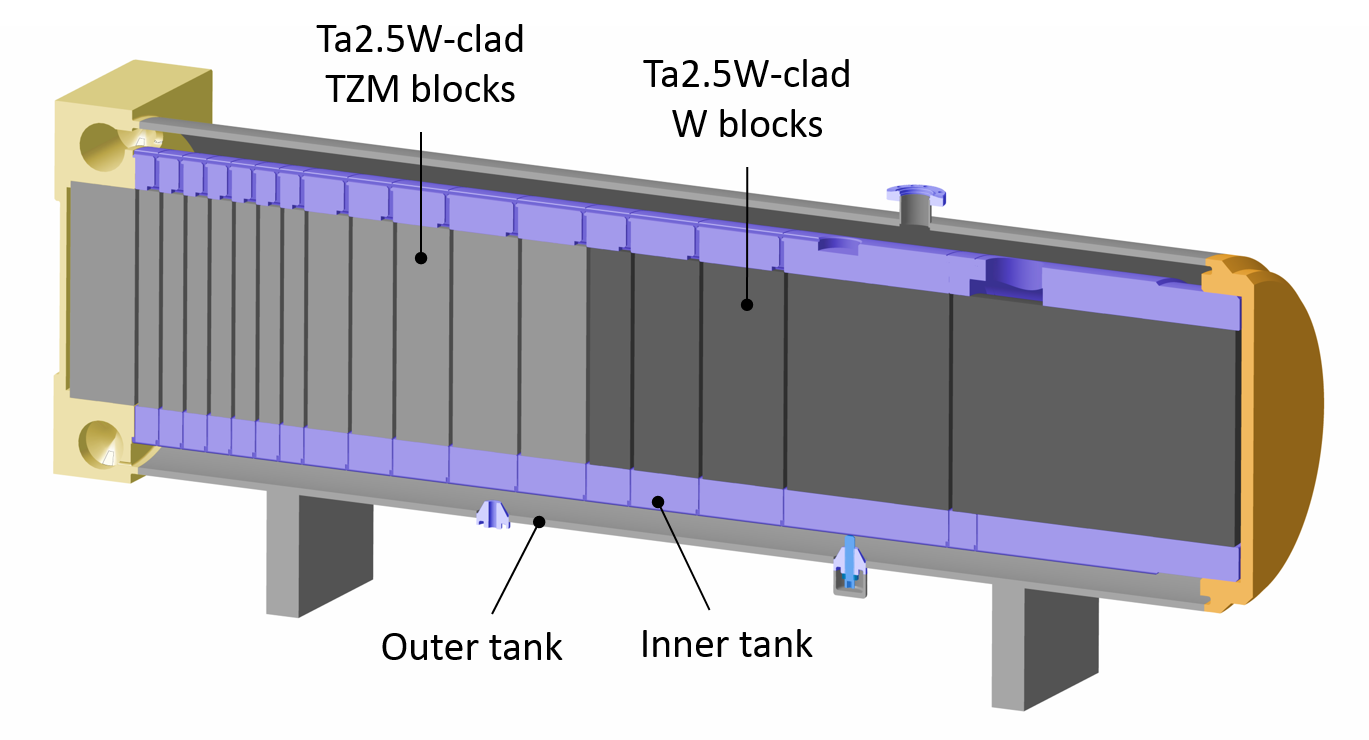 Ta2.5W-clad
TZM blocks
Ta2.5W-clad
W blocks
Outer tank
Inner tank